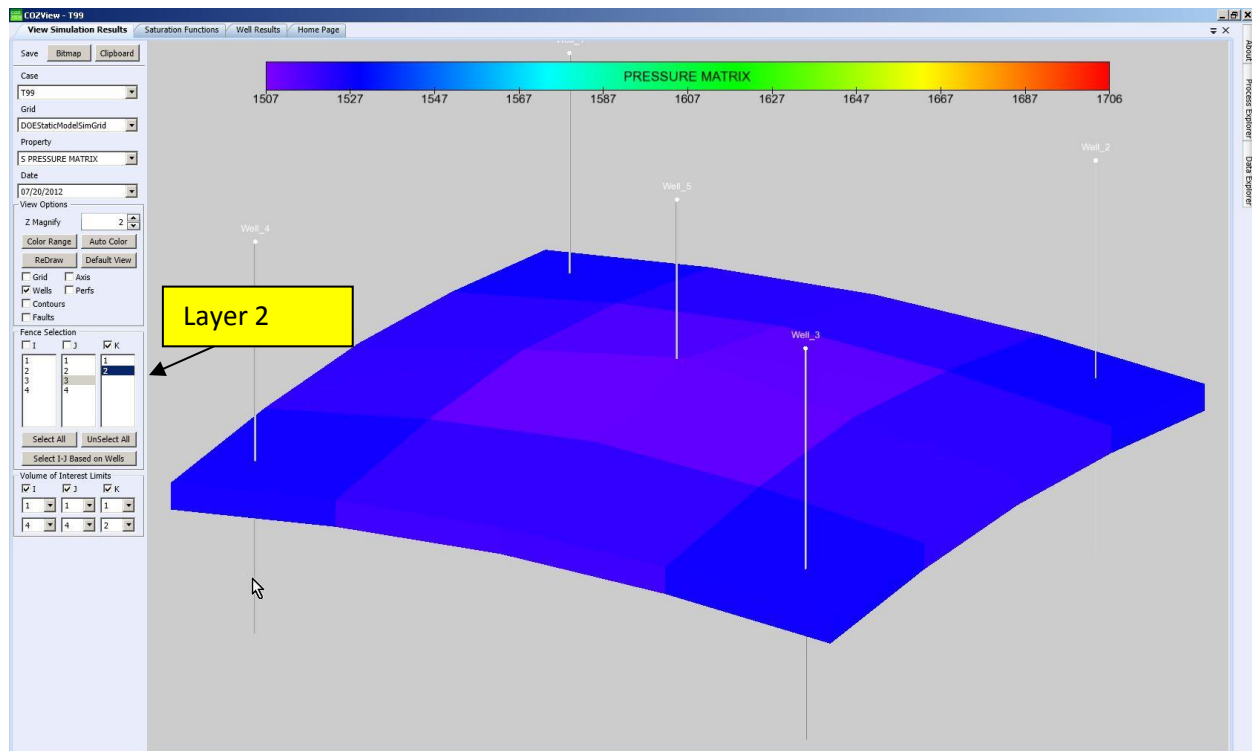 COZView - T99
View Simulation Results Saturation Functions Well Results Home Page
Save Bitmap Clipboard
Case
T99
Grid
DOEStaticModelSimGrid
Property
S PRESSURE MATRIX
Date
07/20/2012
View Options
Z Magnify 2
Color Range Auto Color
ReDraw Default View
Grid Axis
Wells Perfs
Contours
Faults
Fence Selection
I J K
1 1 1
2 2 2
3 3
4 4
Select All UnSelect All
Select I-J Based on Wells
Volume of Interest Limits
I J K
1 1 1
4 4 2
PRESSURE MATRIX
1507 1527 1547 1567 1587 1607 1627 1647 1667 1687 1706
Well_2
Well_5
Well_4
Well_3
Layer 2
About
Process Explorer
Data Explorer